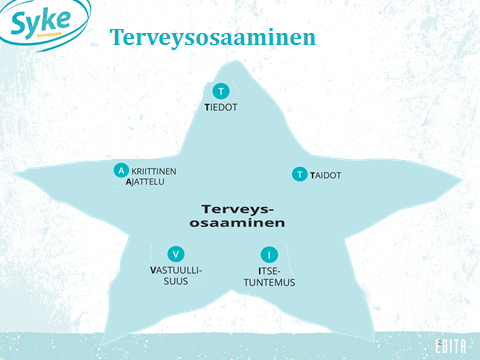 Syke
Terveysosaaminen
T
TIEDOT
A
KRIITTINEN
AJATTELU
T
TAIDOT
Terveys-
osaaminen
V
VASTUULLI-
SUUS
I
ITSE-
TUNTEMUS
© EDITA